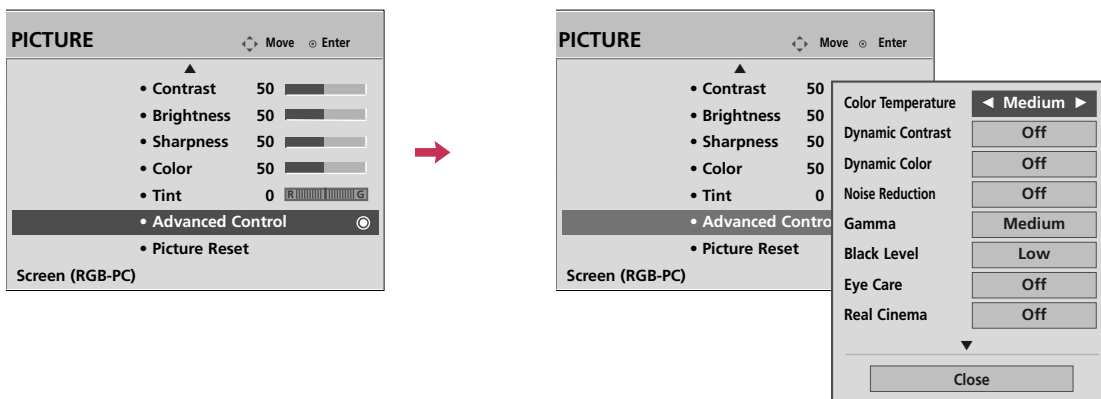 PICTURE Move Enter
• Contrast 50
• Brightness 50
• Sharpness 50
• Color 50
• Tint 0 R G
• Advanced Control
• Picture Reset
Screen (RGB-PC)
PICTURE Move Enter
• Contrast 50
• Brightness 50
• Sharpness 50
• Color 50
• Tint 0
• Advanced Contro
• Picture Reset
Screen (RGB-PC)
Color Temperature ◀ Medium ▶
Dynamic Contrast Off
Dynamic Color Off
Noise Reduction Off
Gamma Medium
Black Level Low
Eye Care Off
Real Cinema Off
Close